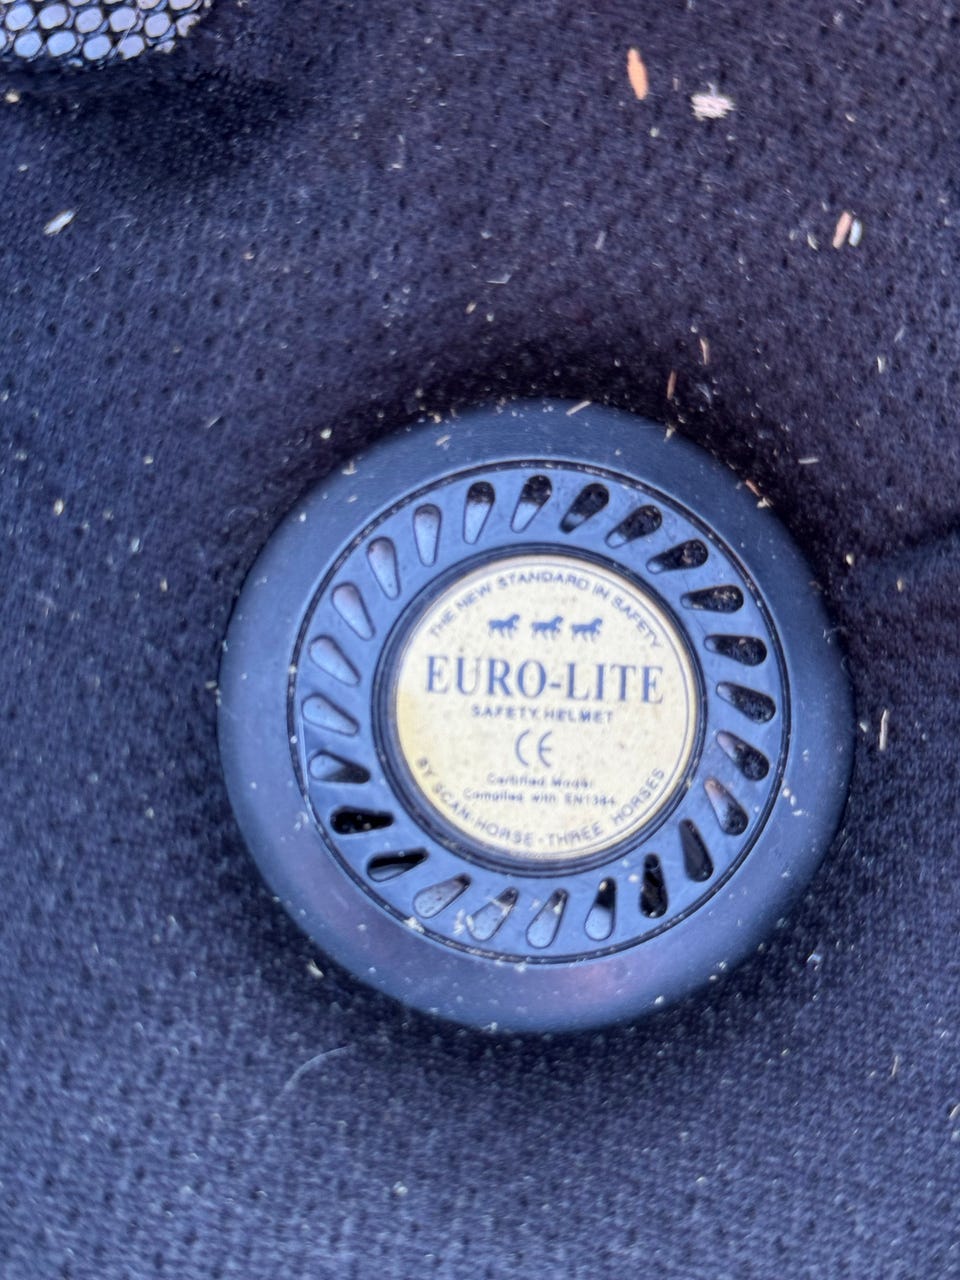 THE NEW STANDARD IN SAFETY
EURO-LITE
SAFETY HELMET
CE
Certified Model
Complied with EN1384
BY SCAN-HORSE-THREE HORSES